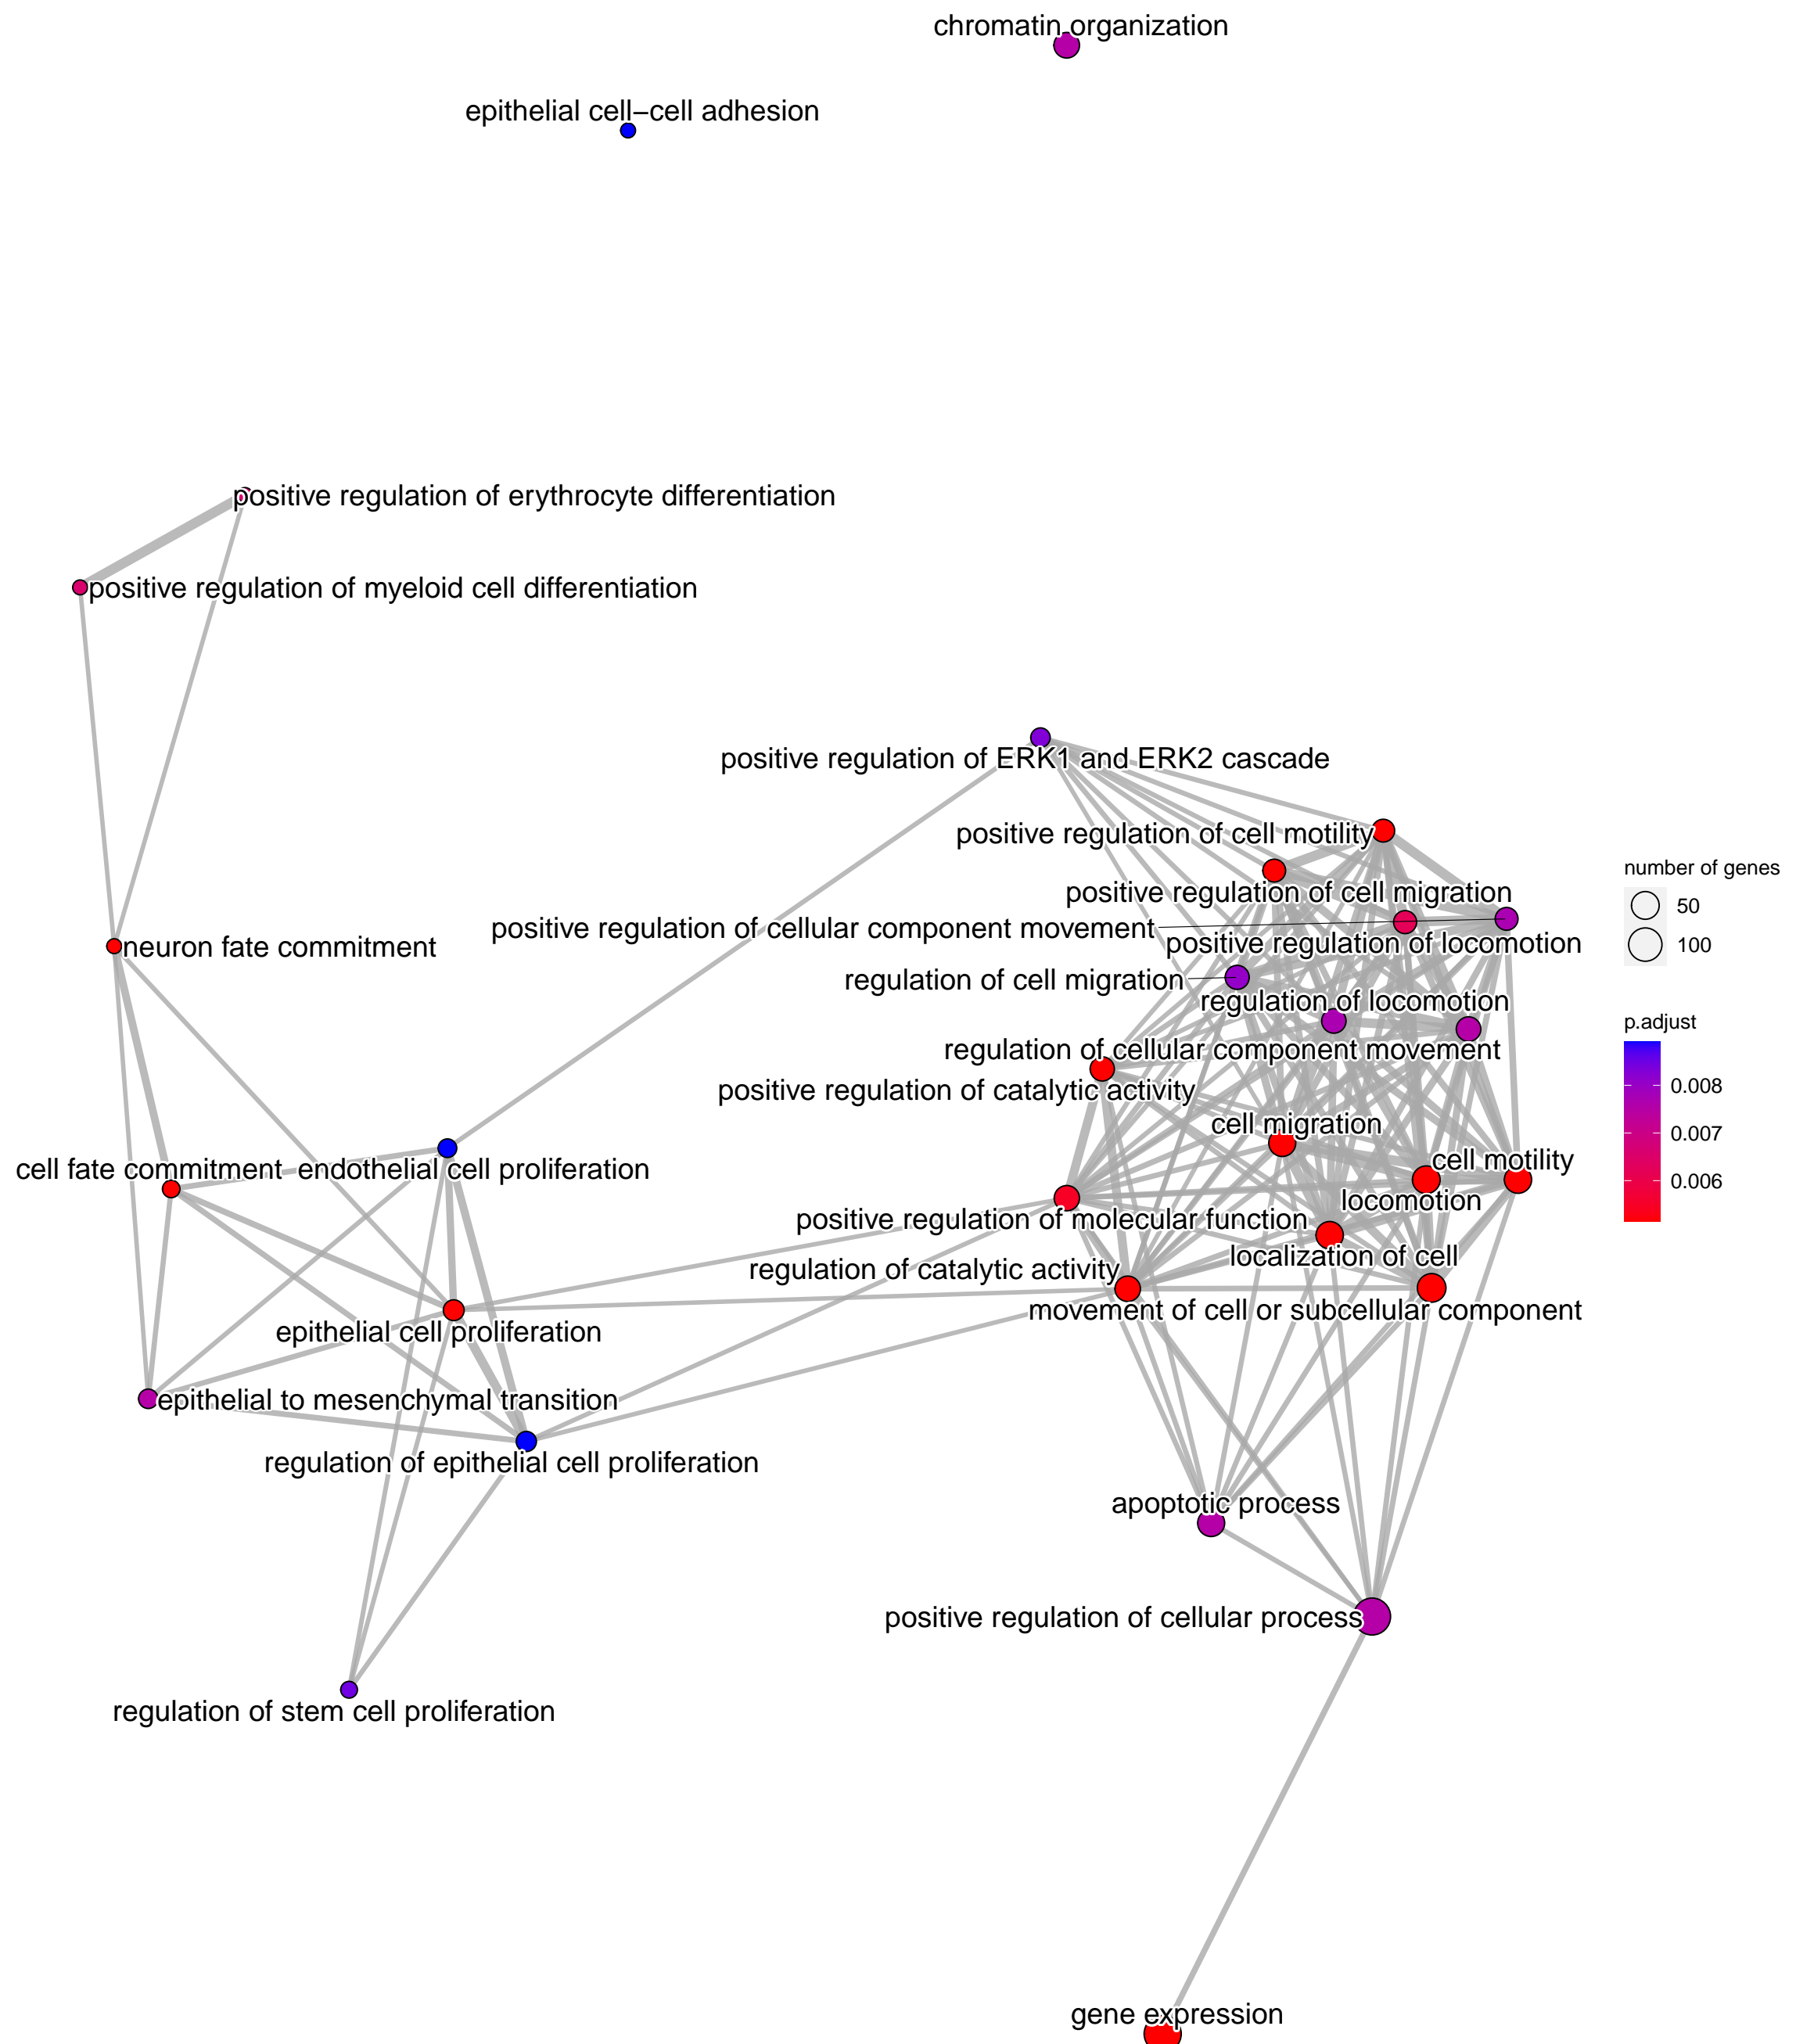 chromatin organization
epithelial cell–cell adhesion
positive regulation of erythrocyte differentiation
positive regulation of myeloid cell differentiation
positive regulation of ERK1 and ERK2 cascade
positive regulation of cell motility
positive regulation of cell migration
positive regulation of cellular component movement
positive regulation of locomotion
neuron fate commitment
regulation of cell migration
regulation of locomotion
regulation of cellular component movement
positive regulation of catalytic activity
cell migration
cell motility
cell fate commitment
endothelial cell proliferation
locomotion
positive regulation of molecular function
localization of cell
regulation of catalytic activity
movement of cell or subcellular component
epithelial cell proliferation
epithelial to mesenchymal transition
regulation of epithelial cell proliferation
apoptotic process
positive regulation of cellular process
regulation of stem cell proliferation
gene expression
number of genes
50
100
p.adjust
0.008
0.007
0.006